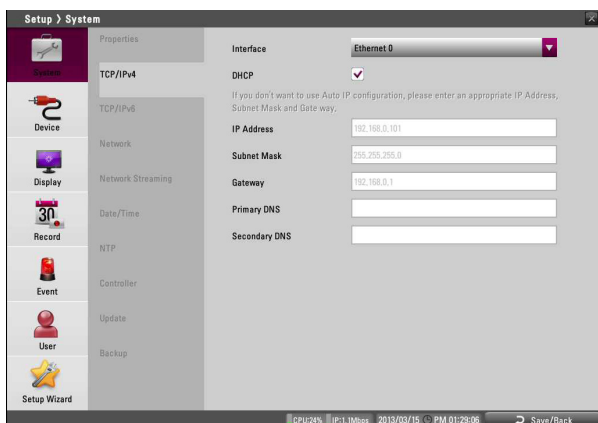 Setup > System
System
Device
Display
30
Record
Event
User
Setup Wizard
Properties
TCP/IPv4
TCP/IPv6
Network
Network Streaming
Date/Time
NTP
Controller
Update
Backup
Interface
Ethernet 0
DHCP
If you don't want to use Auto IP configuration, please enter an appropriate IP Address,
Subnet Mask and Gate way.
IP Address
192.168.0.101
Subnet Mask
255.255.255.0
Gateway
192.168.0.1
Primary DNS
Secondary DNS
CPU:24% IP:1.1Mbps 2013/03/15 PM 01:29:06 Save/Back